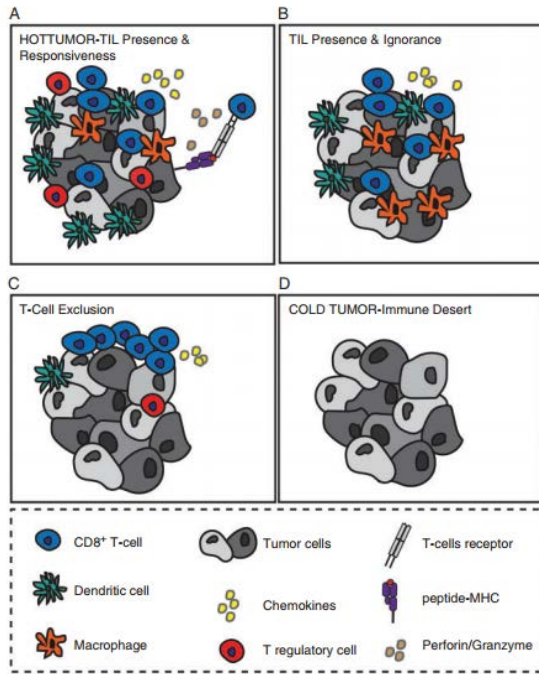 A
HOTTUMOR-TIL Presence &
Responsiveness
B
TIL Presence & Ignorance
C
T-Cell Exclusion
D
COLD TUMOR-Immune Desert
CD8+ T-cell
Tumor cells
T-cells receptor
Dendritic cell
Chemokines
peptide-MHC
Macrophage
T regulatory cell
Perforin/Granzyme